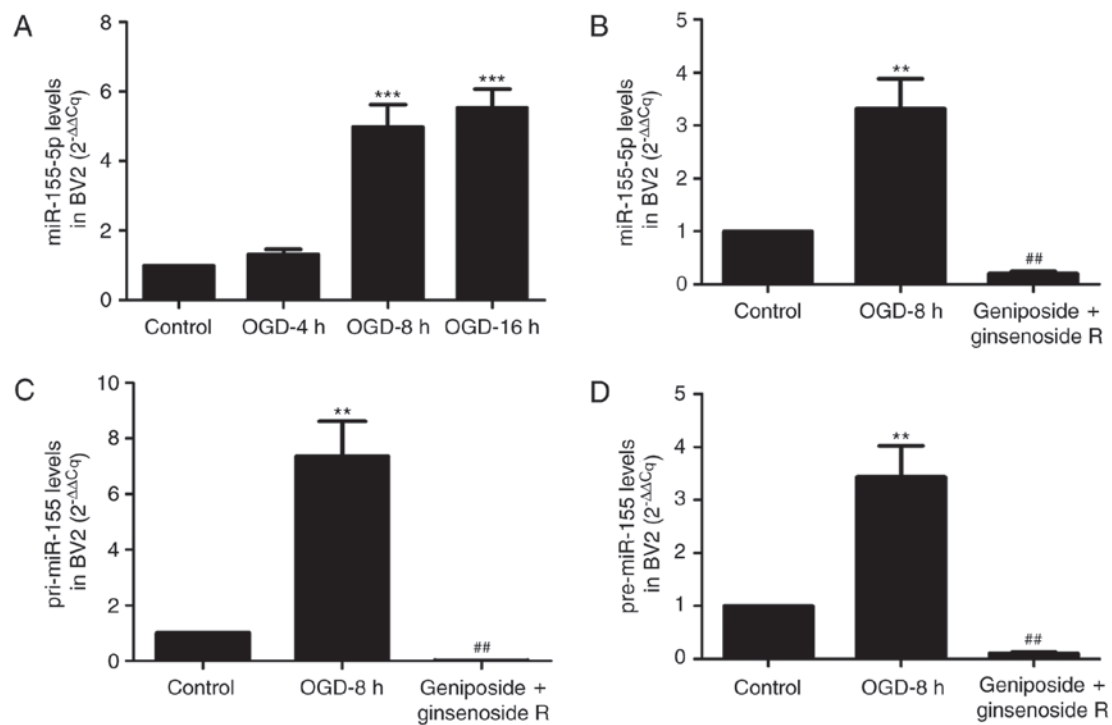 A
miR-155-5p levels
in BV2 (2-ΔΔCq)
8
6
4
2
0
***
***
Control
OGD-4 h
OGD-8 h
OGD-16 h
B
miR-155-5p levels
in BV2 (2-ΔΔCq)
5
4
3
2
1
0
**
##
Control
OGD-8 h
Geniposide +
ginsenoside R
C
pri-miR-155 levels
in BV2 (2-ΔΔCq)
10
8
6
4
2
0
**
##
Control
OGD-8 h
Geniposide +
ginsenoside R
D
pre-miR-155 levels
in BV2 (2-ΔΔCq)
5
4
3
2
1
0
**
##
Control
OGD-8 h
Geniposide +
ginsenoside R